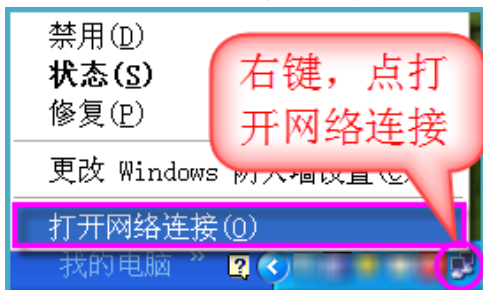 禁用(D)
状态(S)
修复(P)
右键，点打
开网络连接
更改 Windows
打开网络连接(O)
我的电脑 »